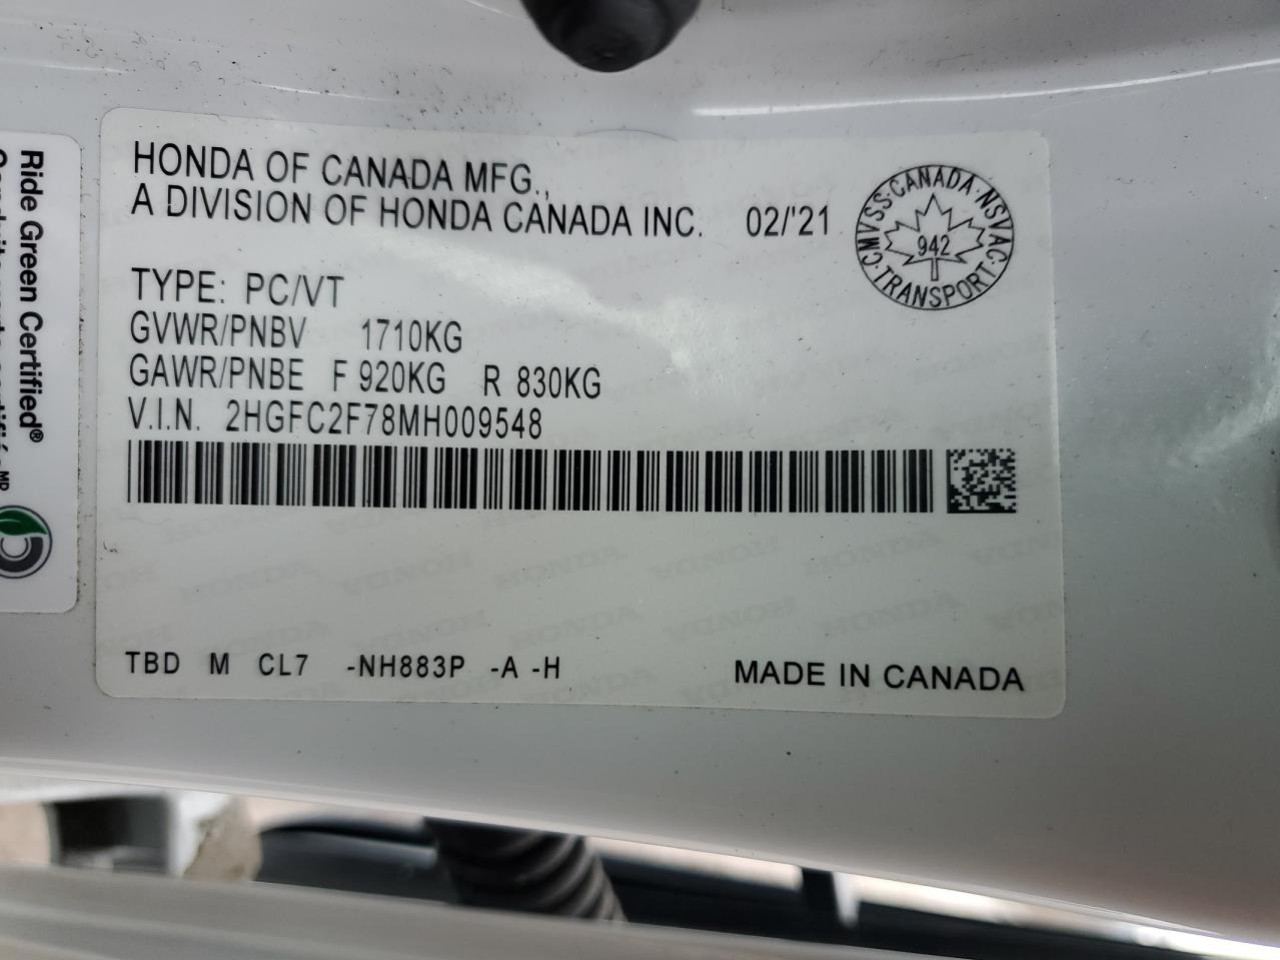 HONDA OF CANADA MFG.,
A DIVISION OF HONDA CANADA INC. 02/'21
CMVSS·CANADA·NSVAC·TRANSPORT·
942
TYPE: PC/VT
GVWR/PNBV 1710KG
GAWR/PNBE F 920KG R 830KG
V.I.N. 2HGFC2F78MH009548
TBD M CL7 -NH883P -A -H
MADE IN CANADA
Ride Green Certified®